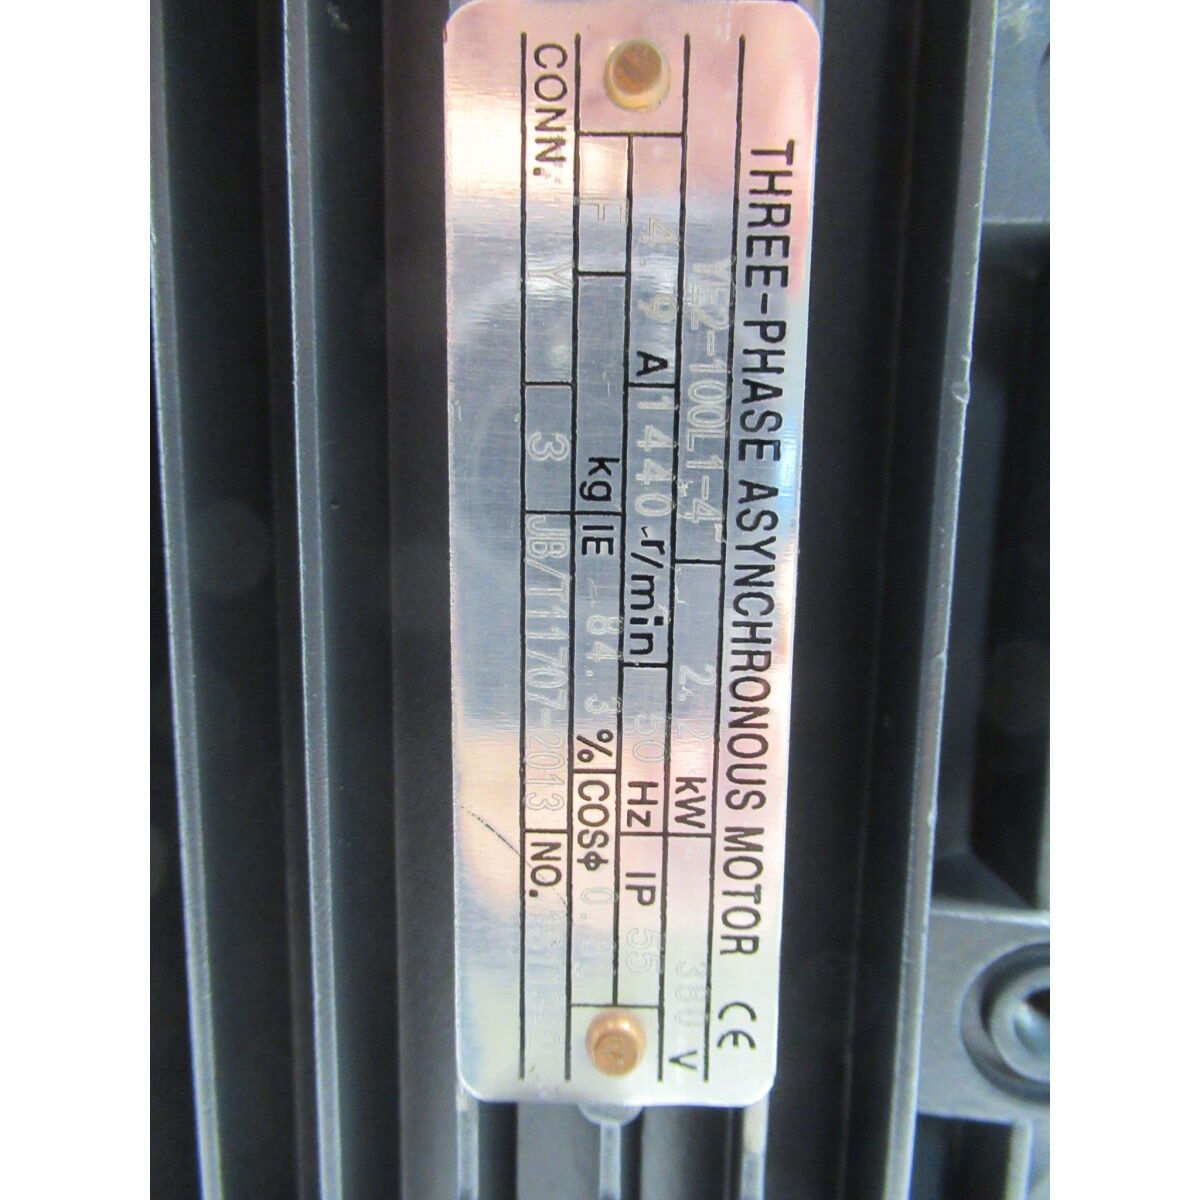 THREE-PHASE ASYNCHRONOUS MOTOR CE
YE2-100L1-4 2.2 kW 380 V
4.9 A 1440 r/min 50 Hz IP 55
F kg IE 84.3 % COSΦ
CONN. Y 3 JB/T11707-2013 NO.